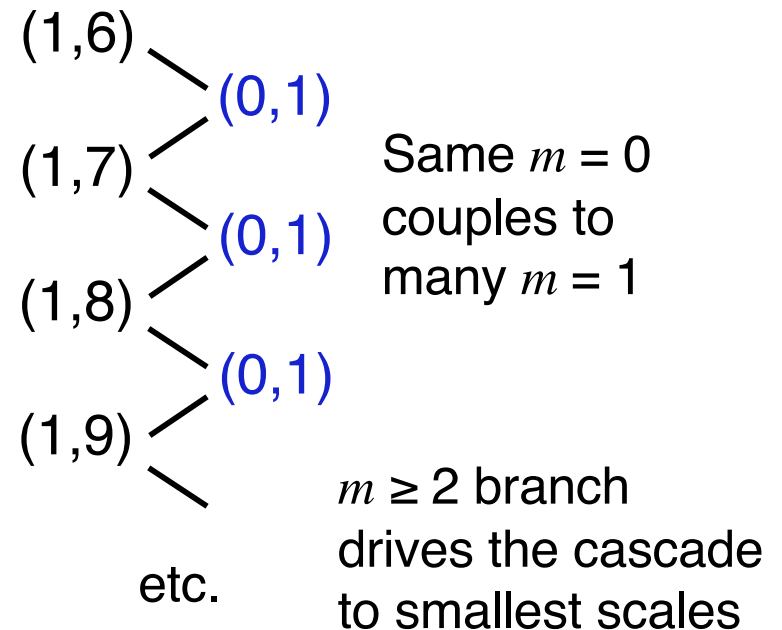 (1,6)
(0,1)
(1,7)
Same m = 0
couples to
many m = 1
(0,1)
(1,8)
(0,1)
(1,9)
m ≥ 2 branch
drives the cascade
to smallest scales
etc.